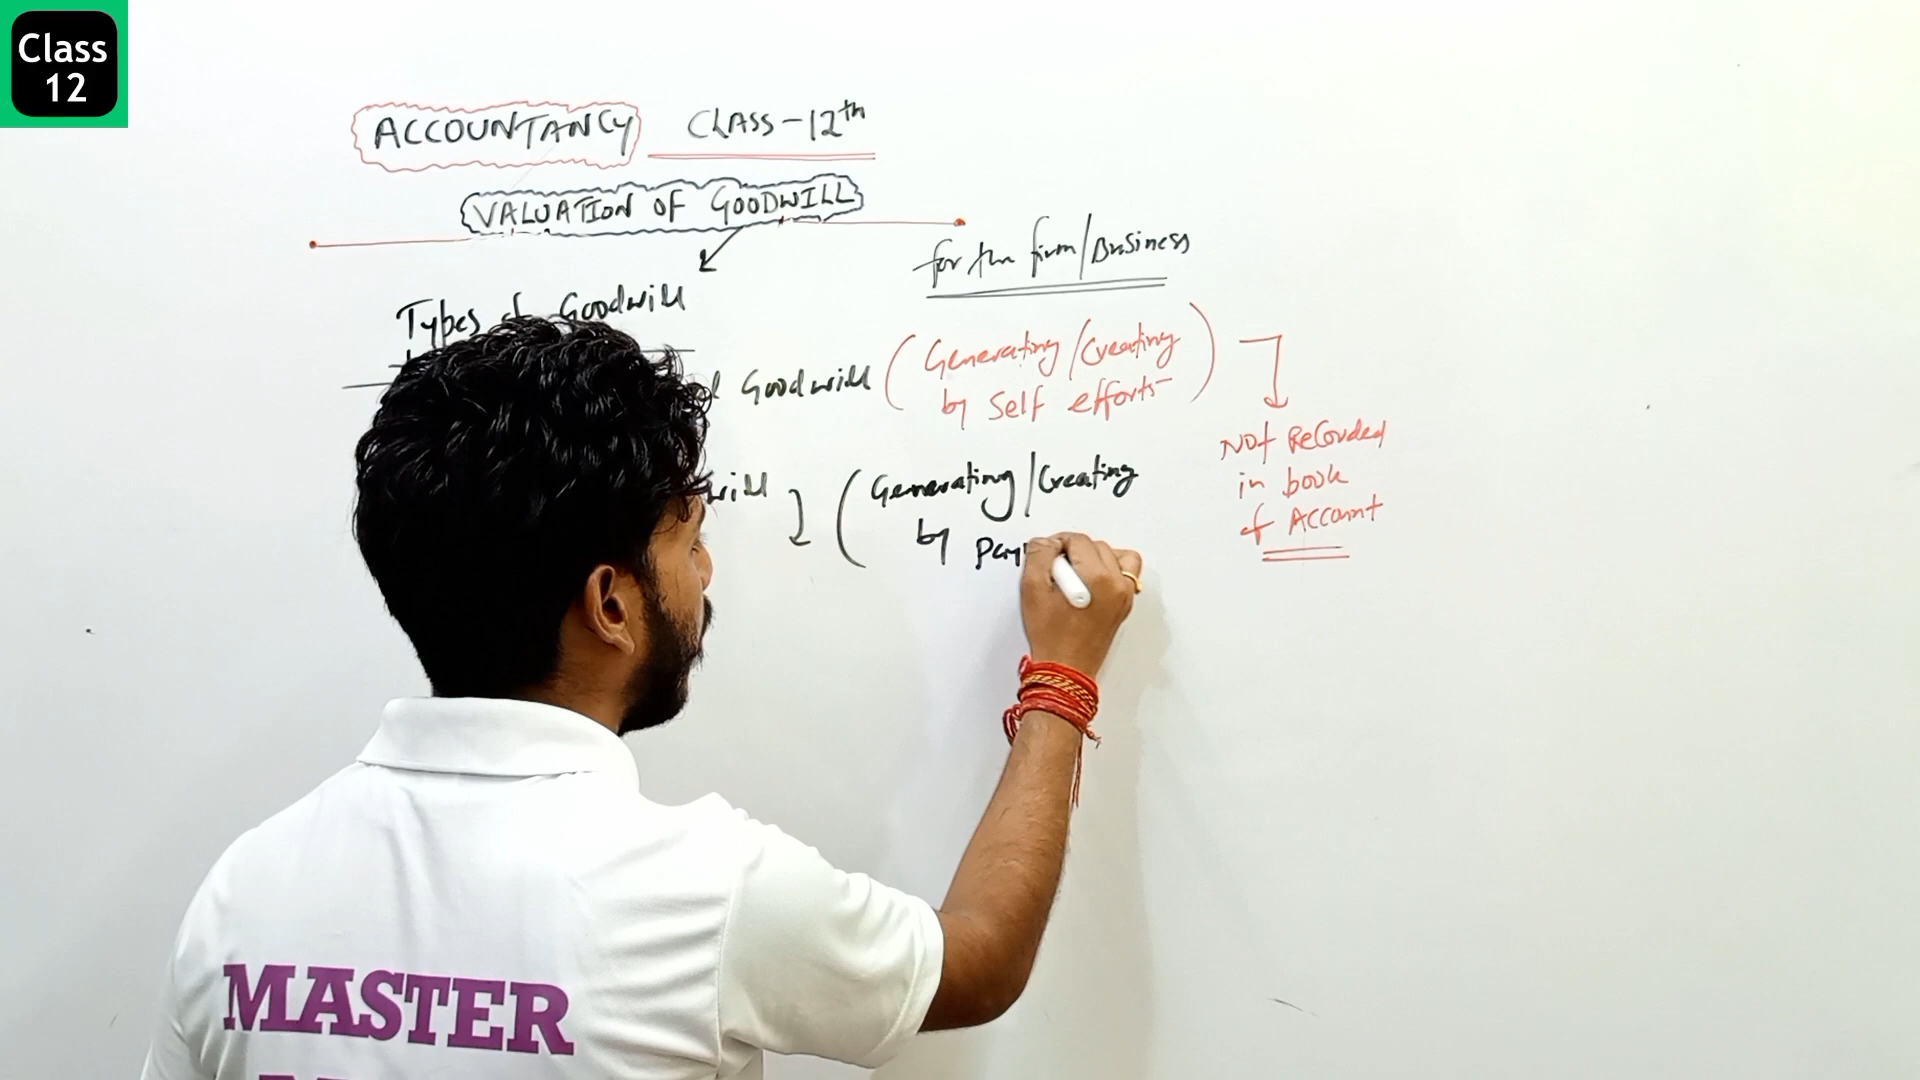 Class
12
ACCOUNTANCY CLASS-12th
VALUATION OF GOODWILL
for the firm/Business
Types of Goodwill
Goodwill (Generating/Creating
by Self efforts)
Not Recorded
in book
of Account
(Generating/Creating
by
MASTER